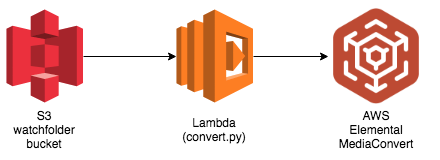 S3
watchfolder
bucket
Lambda
(convert.py)
AWS
Elemental
MediaConvert